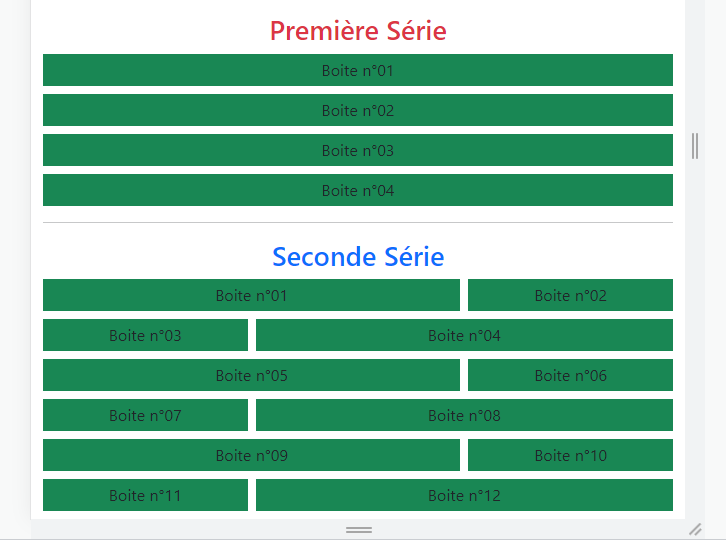 Première Série
Boite n°01
Boite n°02
Boite n°03
Boite n°04
Seconde Série
Boite n°01 Boite n°02
Boite n°03 Boite n°04
Boite n°05 Boite n°06
Boite n°07 Boite n°08
Boite n°09 Boite n°10
Boite n°11 Boite n°12